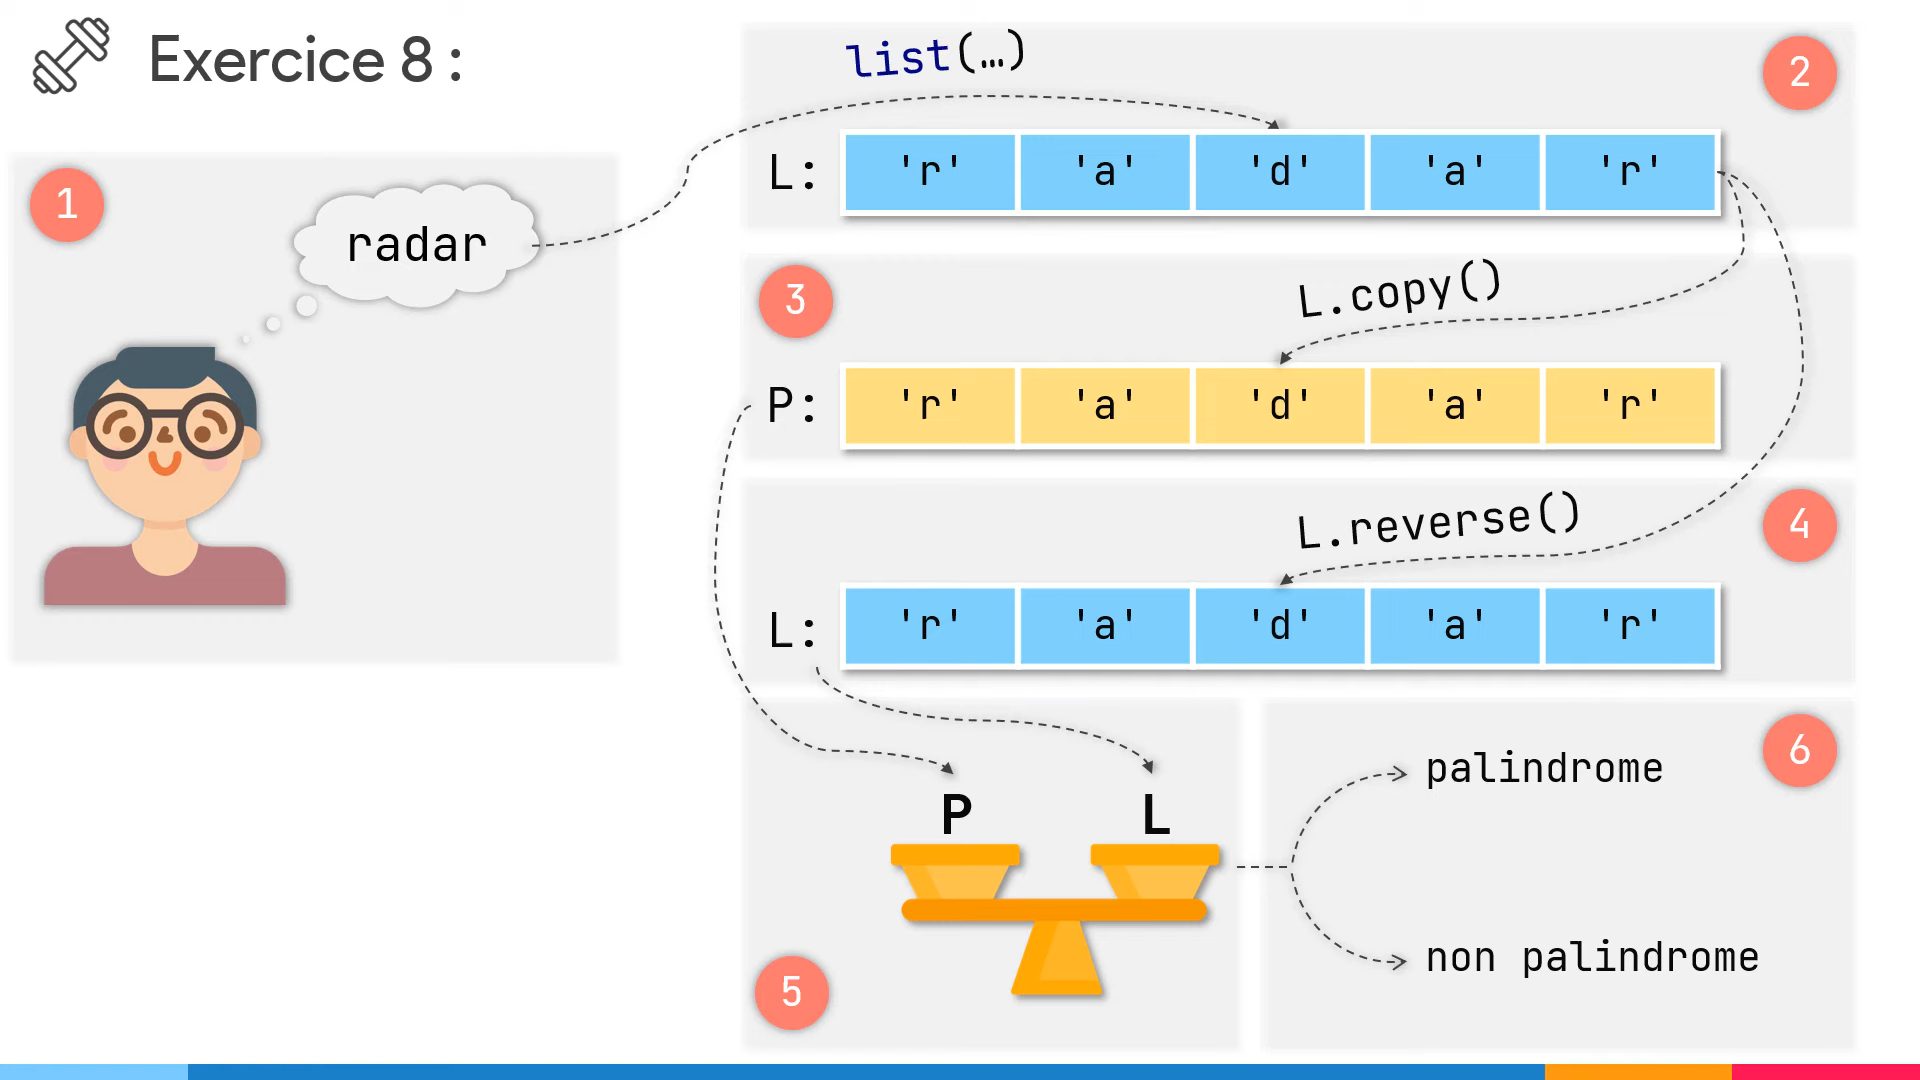 Exercice 8 :
1
radar
list(…)
2
L: 'r' 'a' 'd' 'a' 'r'
3
L.copy()
P: 'r' 'a' 'd' 'a' 'r'
L.reverse()
4
L: 'r' 'a' 'd' 'a' 'r'
P L
5
6
palindrome
non palindrome